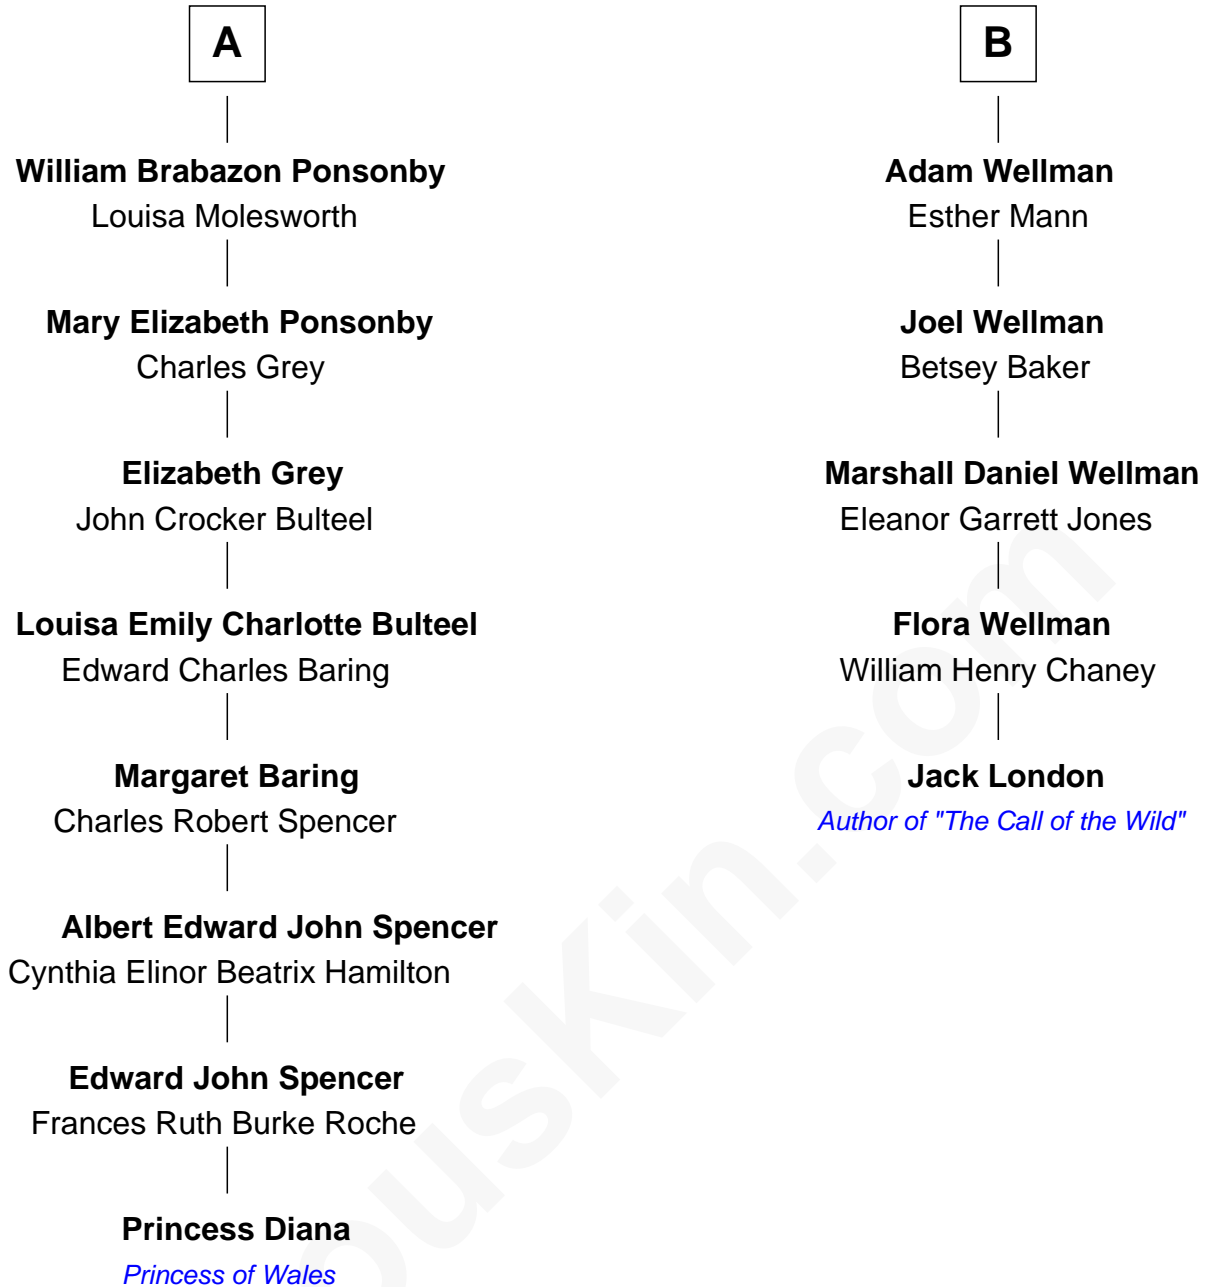 A
William Brabazon Ponsonby
Louisa Molesworth
Mary Elizabeth Ponsonby
Charles Grey
Elizabeth Grey
John Crocker Bulteel
Louisa Emily Charlotte Bulteel
Edward Charles Baring
Margaret Baring
Charles Robert Spencer
Albert Edward John Spencer
Cynthia Elinor Beatrix Hamilton
Edward John Spencer
Frances Ruth Burke Roche
Princess Diana
Princess of Wales
B
Adam Wellman
Esther Mann
Joel Wellman
Betsey Baker
Marshall Daniel Wellman
Eleanor Garrett Jones
Flora Wellman
William Henry Chaney
Jack London
Author of "The Call of the Wild"
ousKin.com